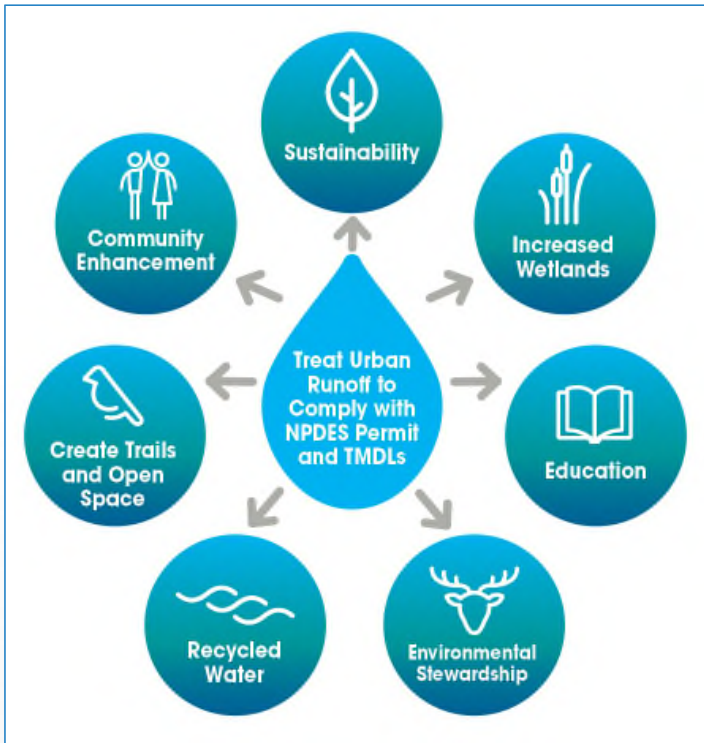 Sustainability
Increased
Wetlands
Education
Environmental
Stewardship
Recycled
Water
Create Trails
and Open
Space
Community
Enhancement
Treat Urban
Runoff to
Comply with
NPDES Permit
and TMDLs